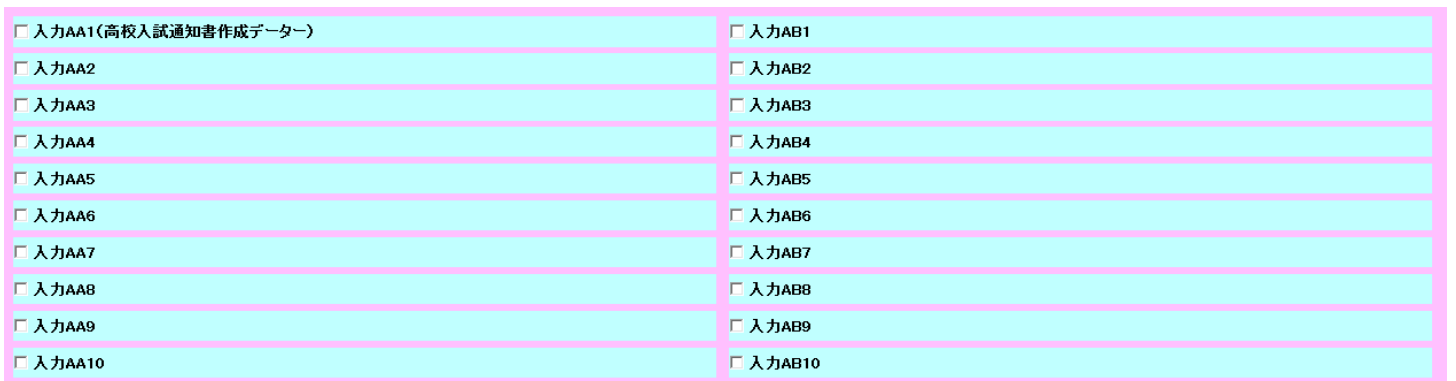 入力AA1(高校入試通知書作成データー)
入力AB1
入力AA2
入力AB2
入力AA3
入力AB3
入力AA4
入力AB4
入力AA5
入力AB5
入力AA6
入力AB6
入力AA7
入力AB7
入力AA8
入力AB8
入力AA9
入力AB9
入力AA10
入力AB10